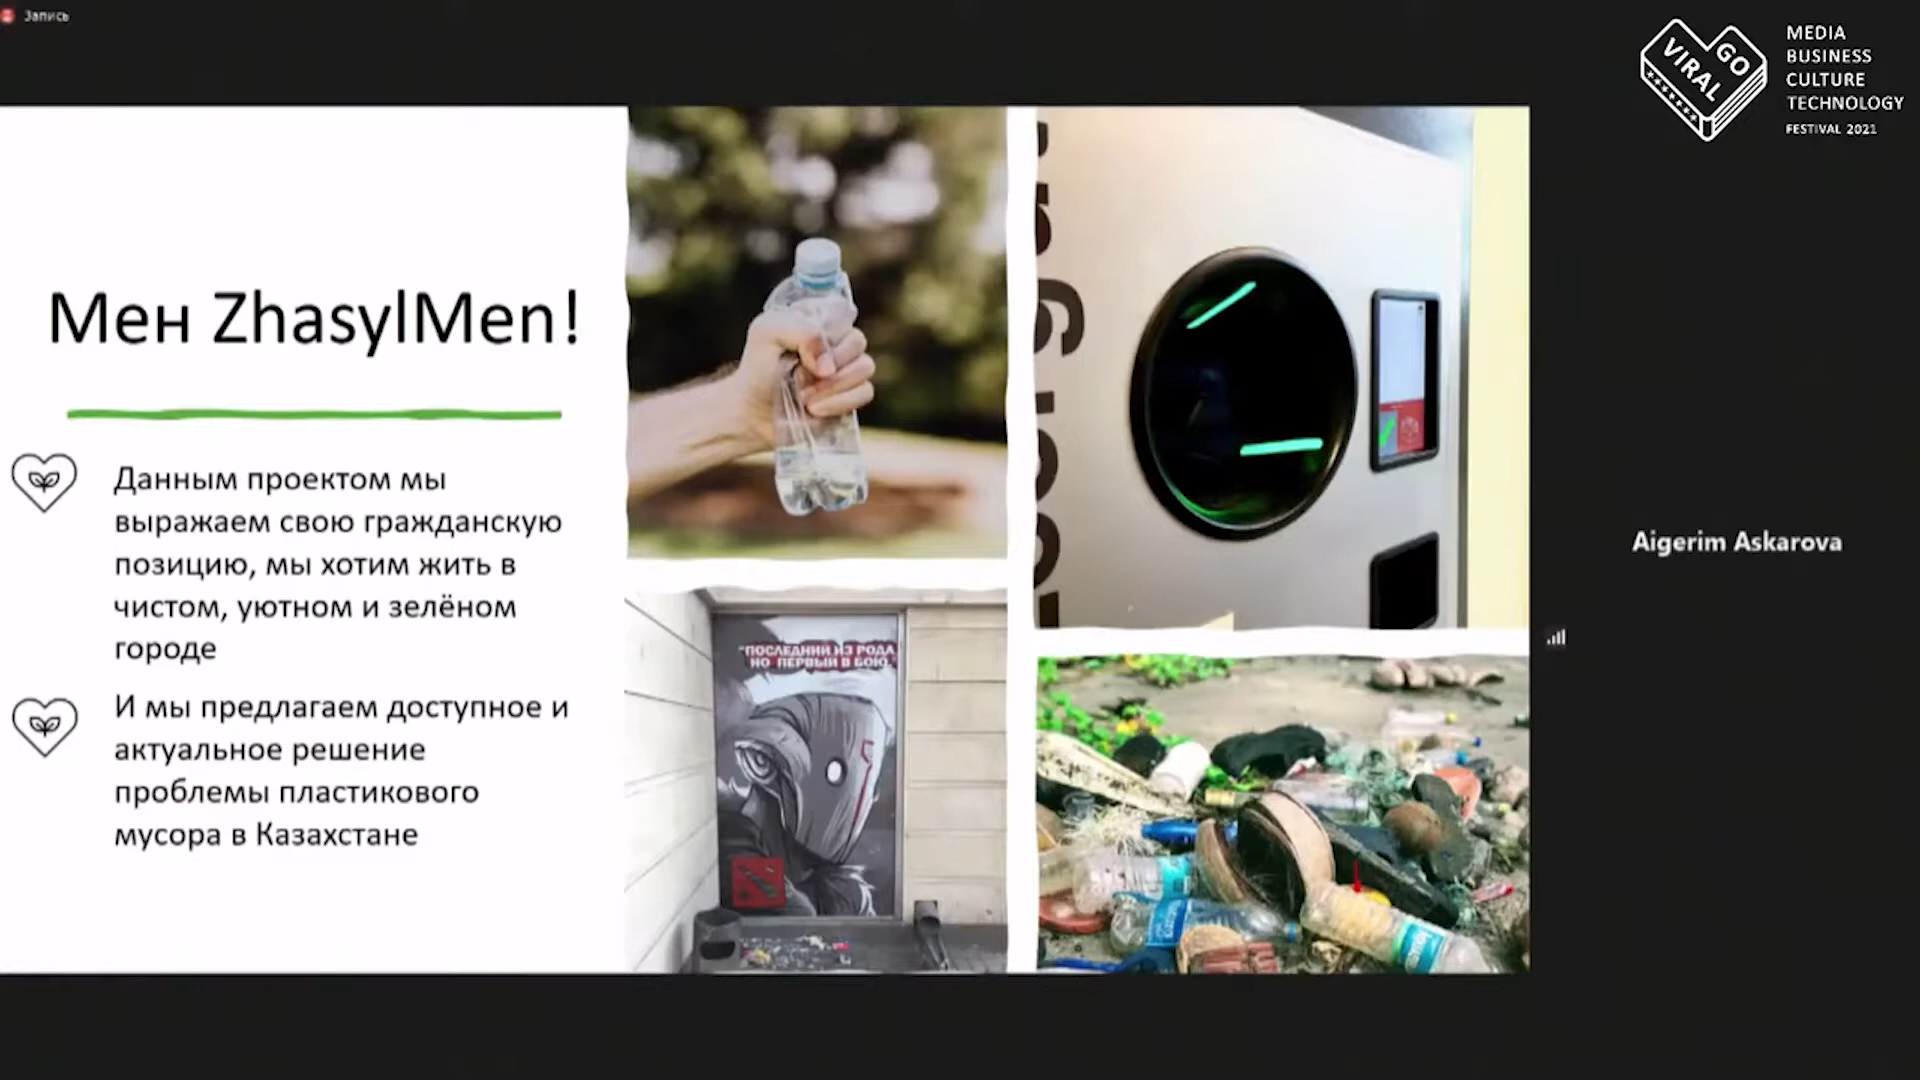 Запись
VIRAL
GO
MEDIA
BUSINESS
CULTURE
TECHNOLOGY
FESTIVAL 2021
Мен ZhasylMen!
Данным проектом мы
выражаем свою гражданскую
позицию, мы хотим жить в
чистом, уютном и зелёном
городе
И мы предлагаем доступное и
актуальное решение
проблемы пластикового
мусора в Казахстане
"ПОСЛЕДНИЙ ИЗ РОДА,
НО ПЕРВЫЙ В БОЮ."
Aigerim Askarova